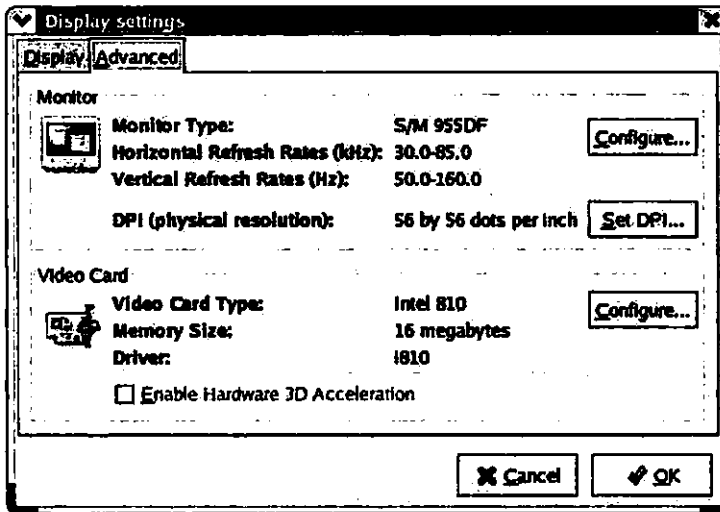 Display settings
Display Advanced
Monitor
Monitor Type: S/M 955DF Configure...
Horizontal Refresh Rates (kHz): 30.0-85.0
Vertical Refresh Rates (Hz): 50.0-160.0
DPI (physical resolution): 56 by 56 dots per inch Set DPI...
Video Card
Video Card Type: Intel 810 Configure...
Memory Size: 16 megabytes
Driver: i810
Enable Hardware 3D Acceleration
Cancel OK